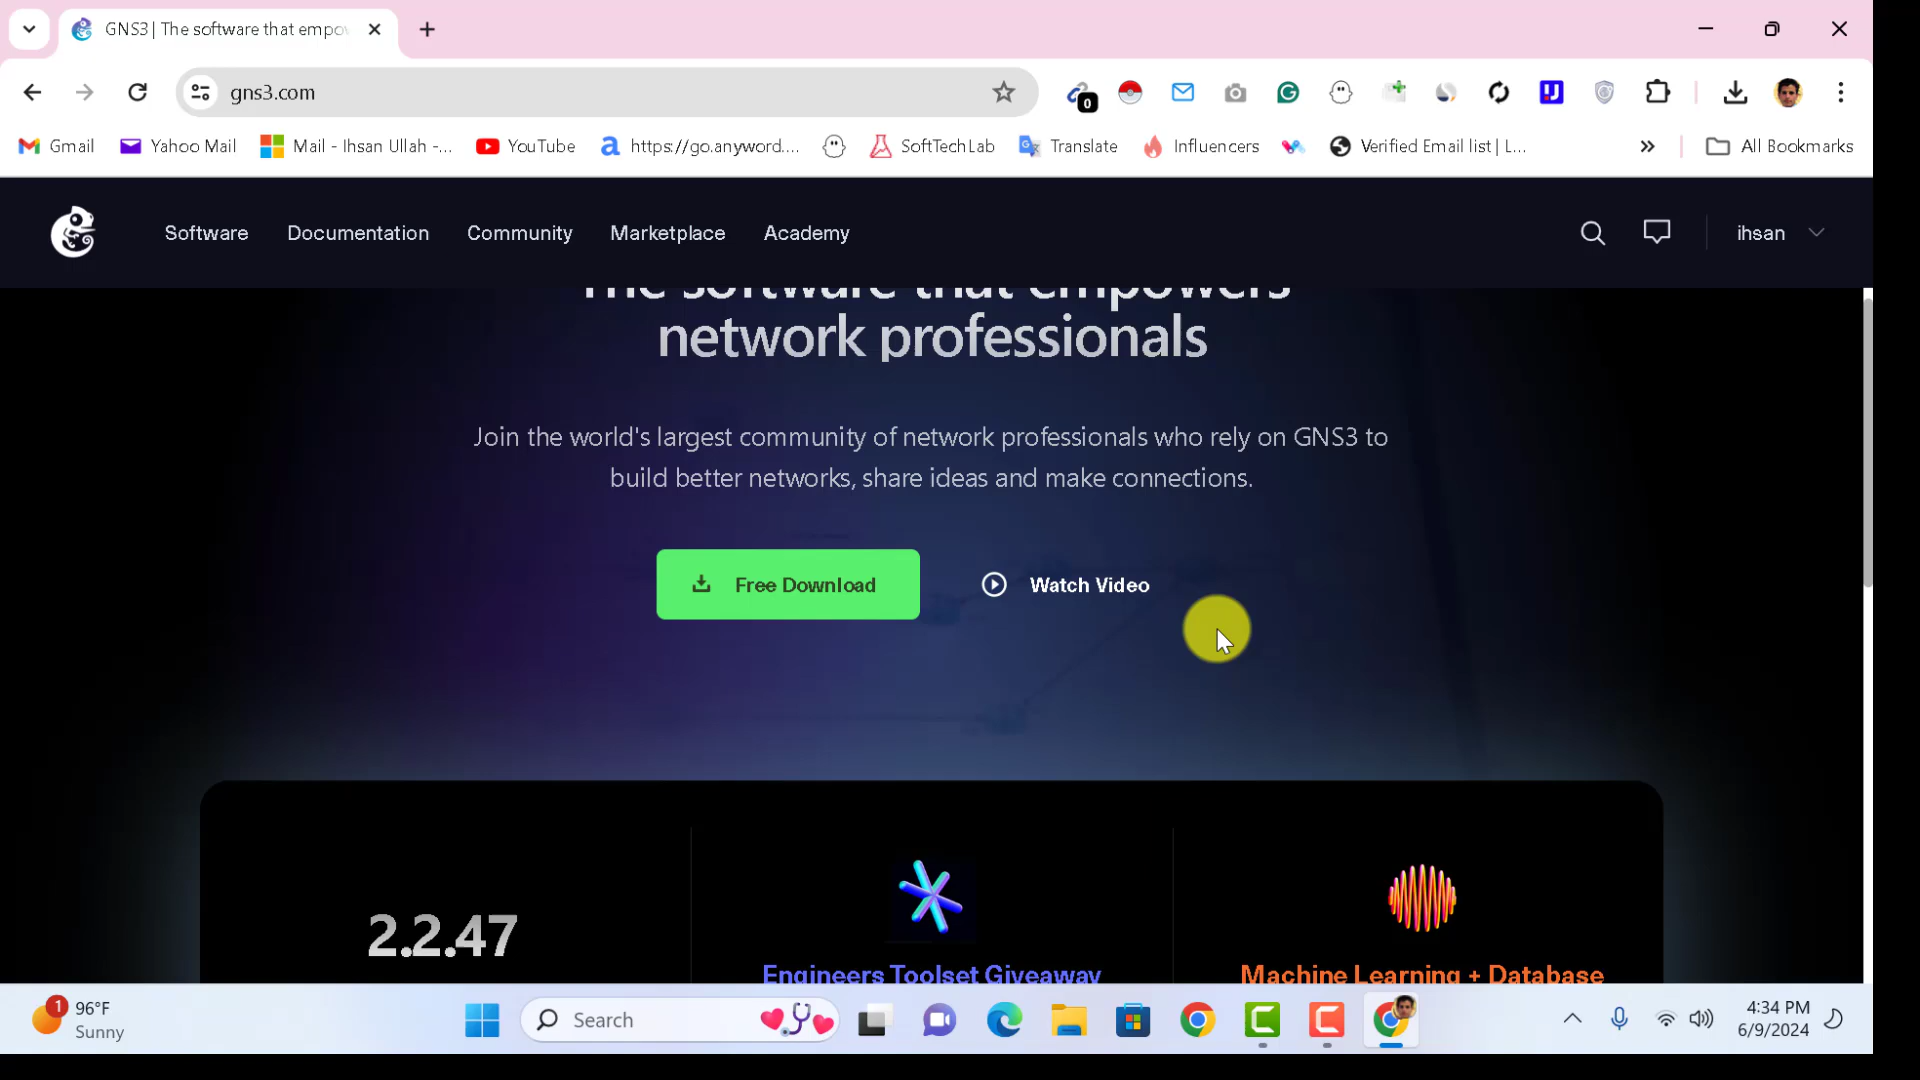 GNS3 | The software that empo
gns3.com
0
Gmail
Yahoo Mail
Mail - Ihsan Ullah -...
YouTube
https://go.anyword....
SoftTechLab
Translate
Influencers
Verified Email list | L...
All Bookmarks
Software
Documentation
Community
Marketplace
Academy
ihsan
The software that empowers
network professionals
Join the world's largest community of network professionals who rely on GNS3 to
build better networks, share ideas and make connections.
Free Download
Watch Video
2.2.47
Engineers Toolset Giveaway
Machine Learning + Database
1
96°F
Sunny
Search
4:34 PM
6/9/2024